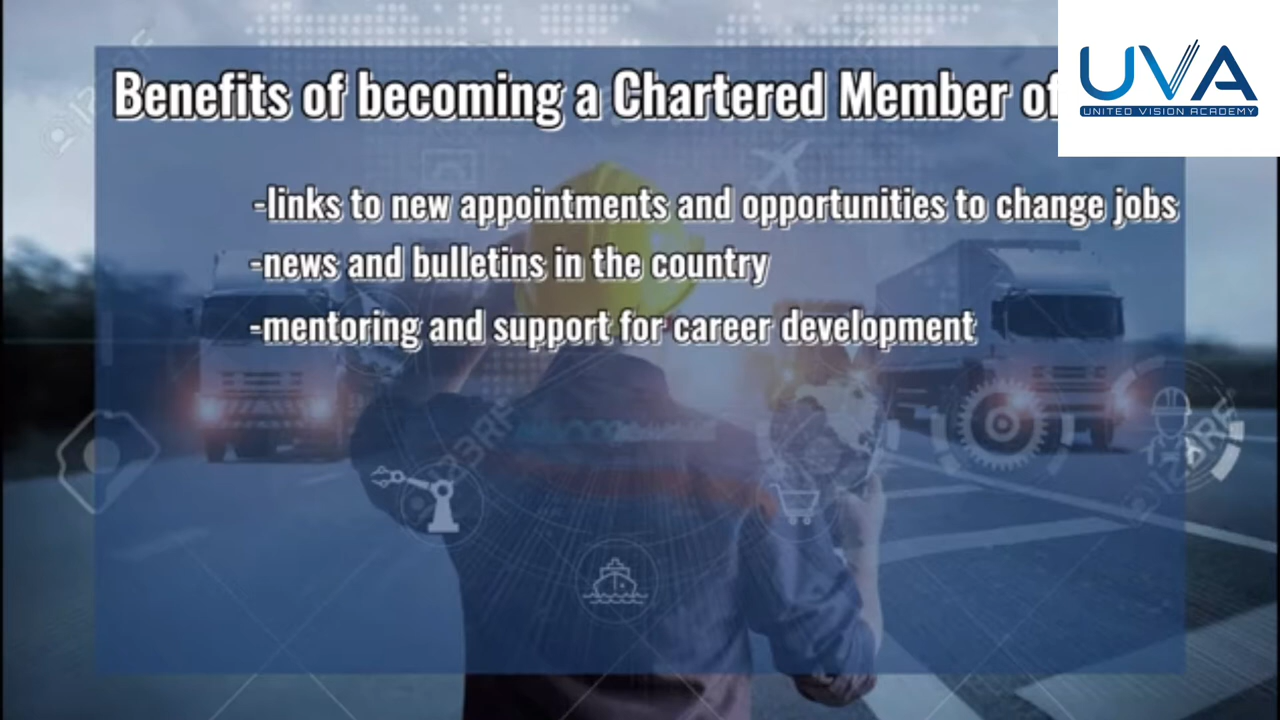 Benefits of becoming a Chartered Member of
UVA
UNITED VISION ACADEMY
-links to new appointments and opportunities to change jobs
-news and bulletins in the country
-mentoring and support for career development
123RF